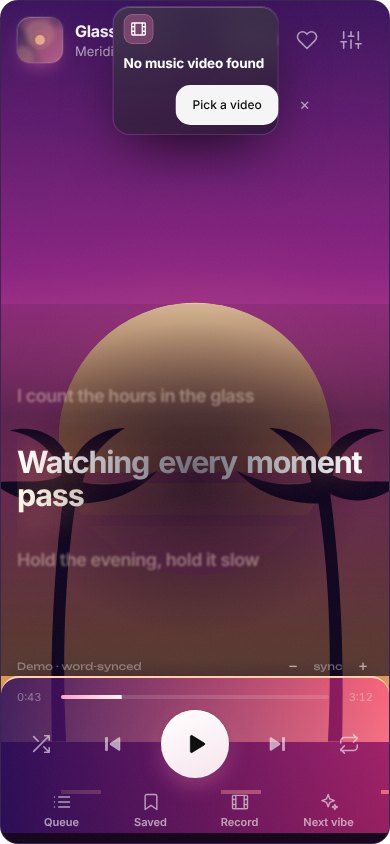 Glass
Meridi
No music video found
Pick a video
I count the hours in the glass
Watching every moment
pass
Hold the evening, hold it slow
Demo · word-synced
− sync +
0:43
3:12
Queue
Saved
Record
Next vibe